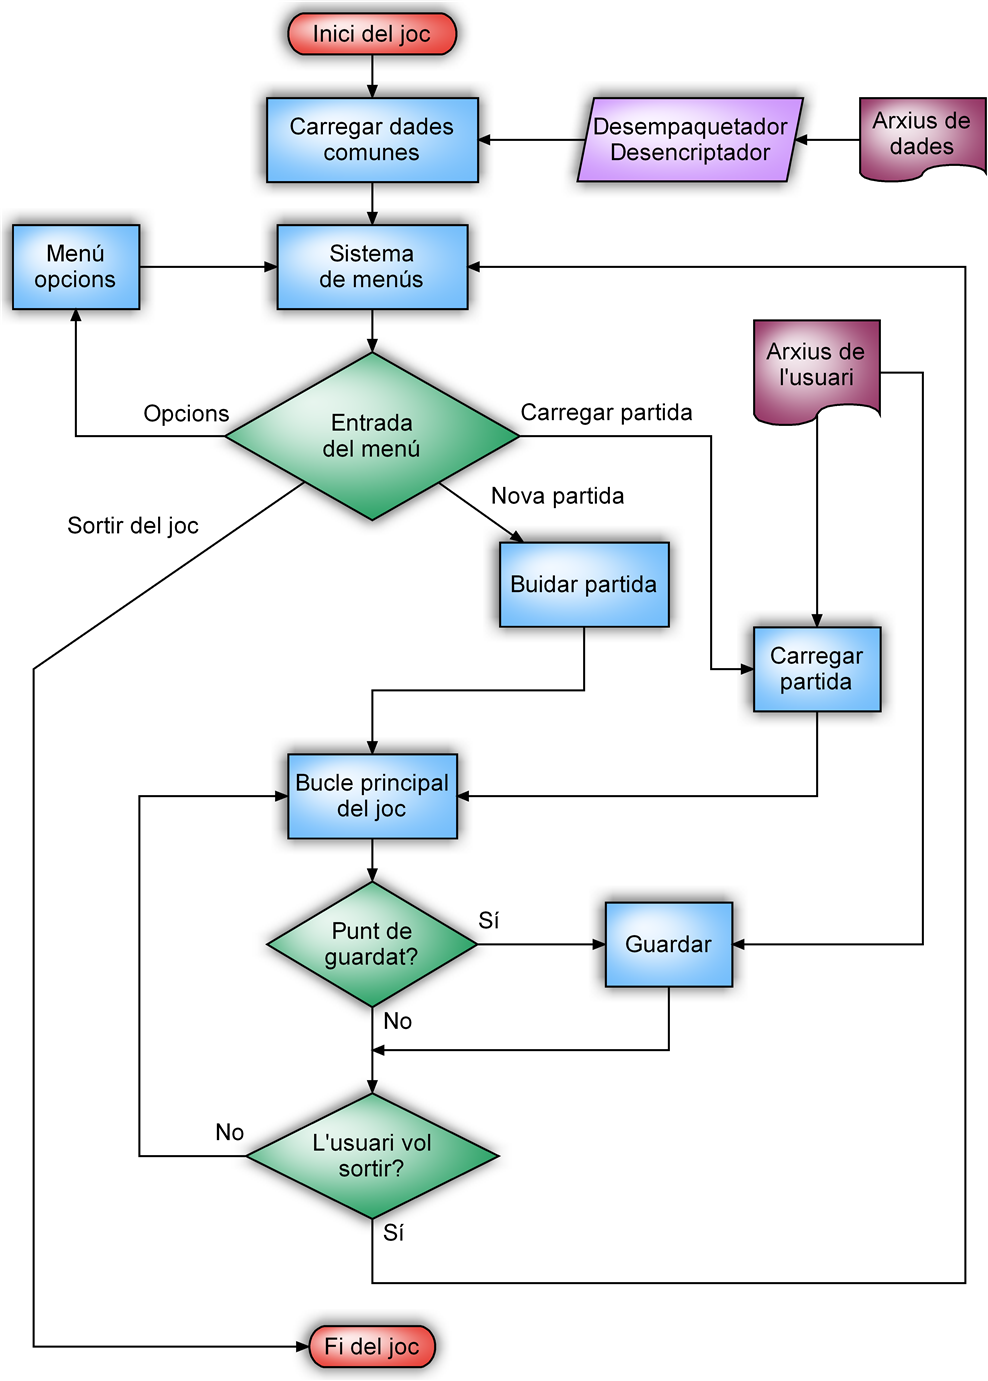 Inici del joc
Carregar dades
comunes
Desempaquetador
Desencriptador
Arxius de
dades
Menú
opcions
Sistema
de menús
Arxius de
l'usuari
Opcions
Entrada
del menú
Carregar partida
Nova partida
Sortir del joc
Buidar partida
Carregar
partida
Bucle principal
del joc
Punt de
guardat?
Sí
Guardar
No
No
L'usuari vol
sortir?
Sí
Fi del joc